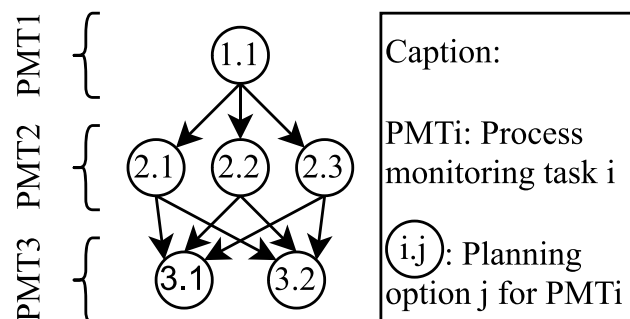 PMT1
1.1
PMT2
2.1 2.2 2.3
PMT3
3.1 3.2
Caption:
PMTi: Process
monitoring task i
i.j : Planning
option j for PMTi